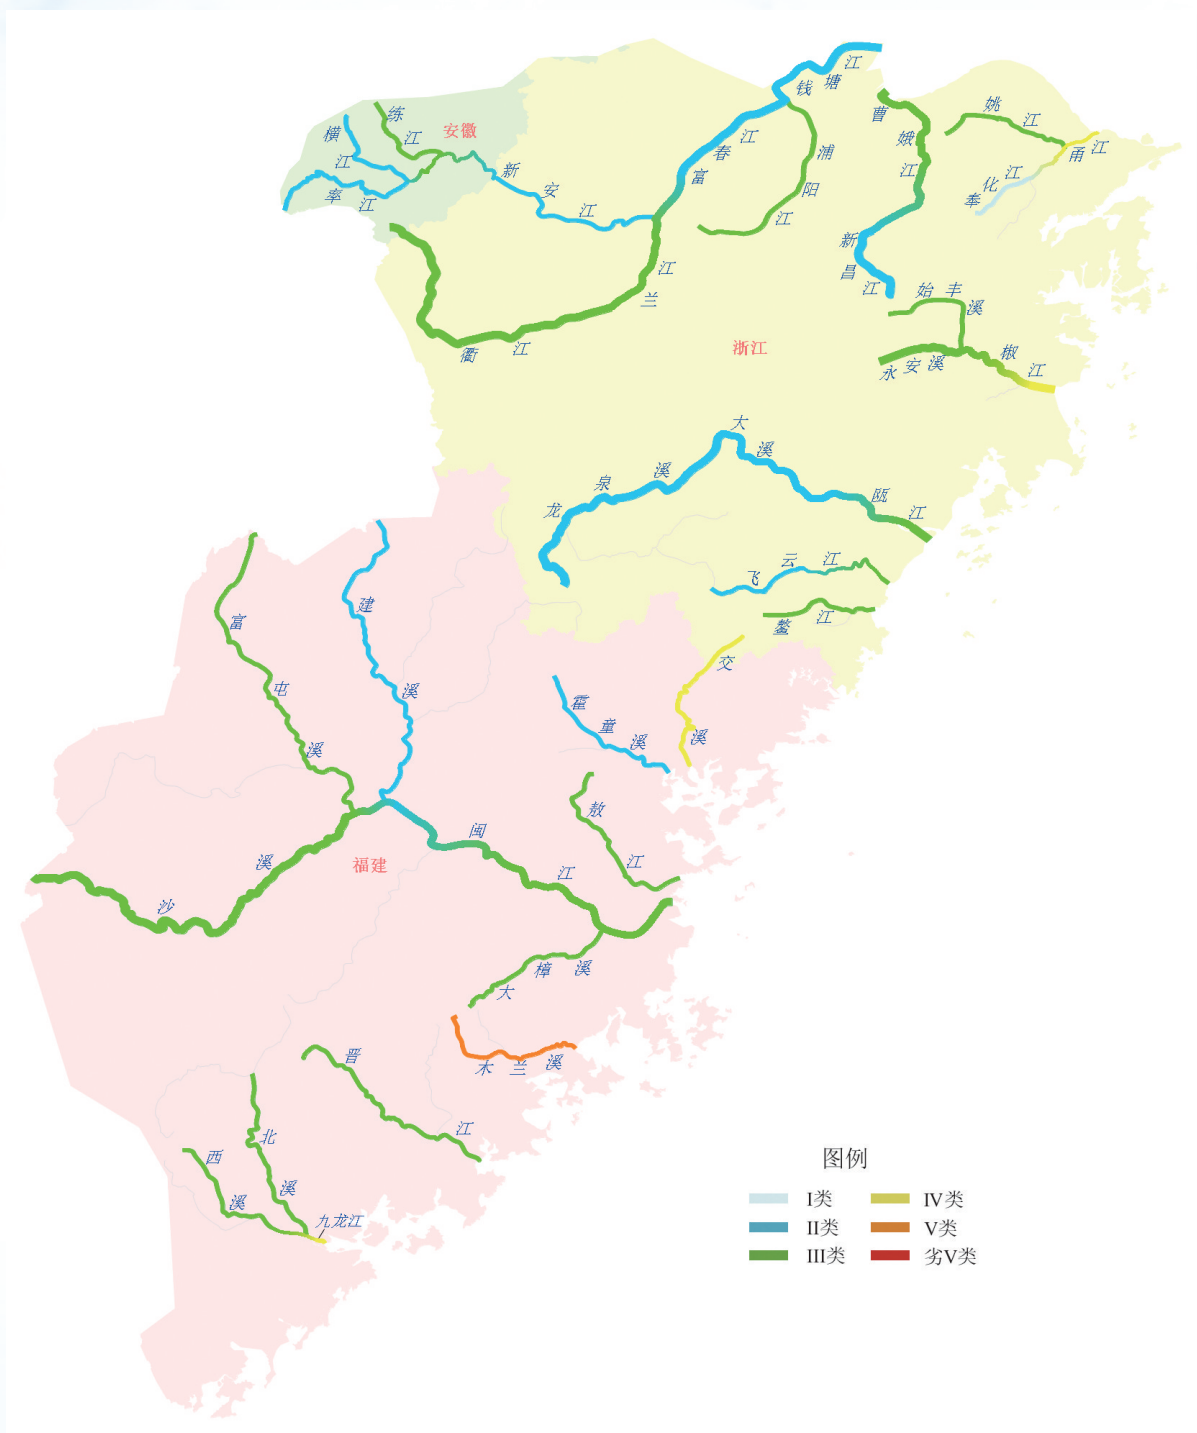 钱塘江
富春江
浦阳江
曹娥江
姚江
甬江
奉化江
练江
横江
率江
安徽
新安江
新昌江
始丰溪
永安溪
椒江
兰江
衢江
浙江
大溪
龙泉溪
瓯江
飞云江
鳌江
交溪
霍童溪
建溪
富屯溪
敖江
闽江
沙溪
福建
大樟溪
木兰溪
晋江
北溪
西溪
九龙江
图例
I类
II类
III类
IV类
V类
劣V类